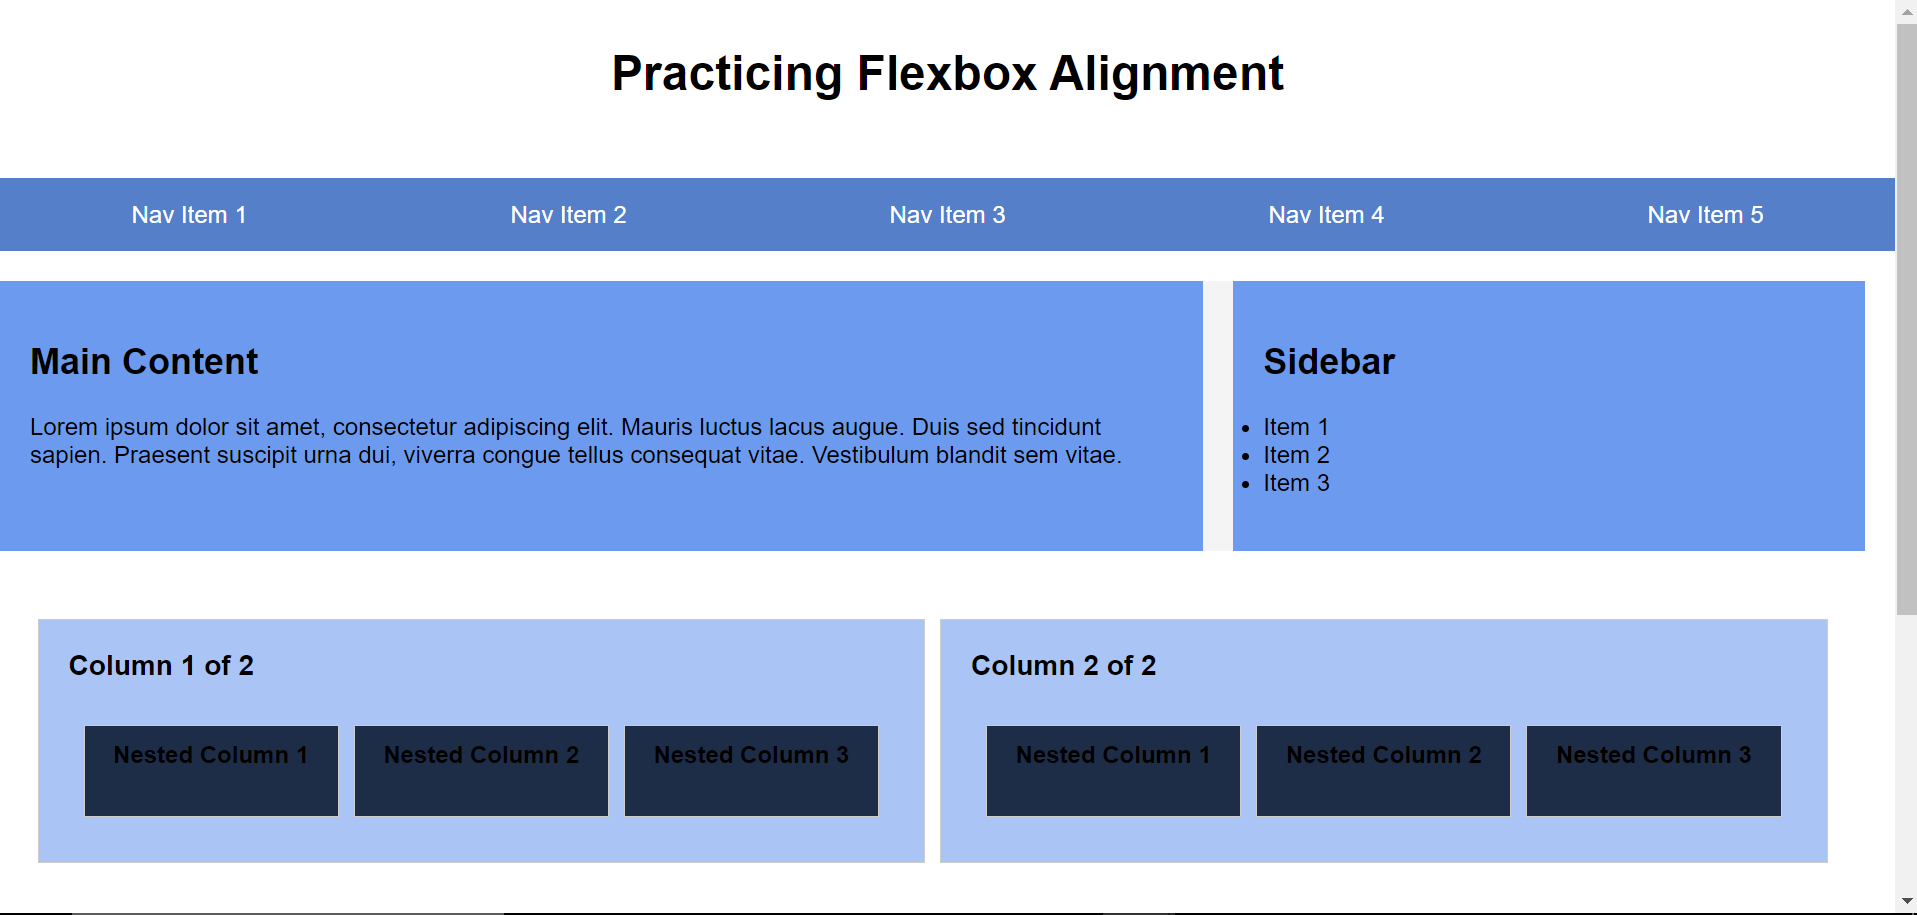 Practicing Flexbox Alignment
Nav Item 1 Nav Item 2 Nav Item 3 Nav Item 4 Nav Item 5
Main Content
Lorem ipsum dolor sit amet, consectetur adipiscing elit. Mauris luctus lacus augue. Duis sed tincidunt
sapien. Praesent suscipit urna dui, viverra congue tellus consequat vitae. Vestibulum blandit sem vitae.
Sidebar
• Item 1
• Item 2
• Item 3
Column 1 of 2
Nested Column 1 Nested Column 2 Nested Column 3
Column 2 of 2
Nested Column 1 Nested Column 2 Nested Column 3